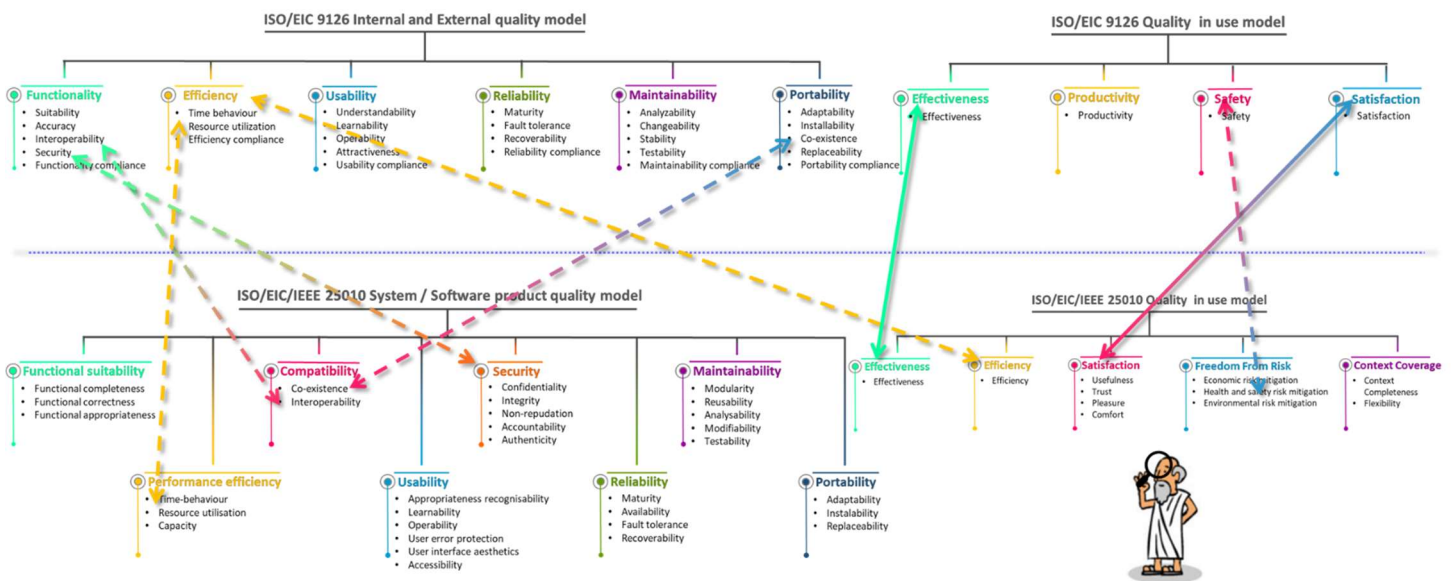 ISO/EIC 9126 Internal and External quality model
Functionality
• Suitability
• Accuracy
• Interoperability
• Security
• Functionality compliance
Efficiency
• Time behaviour
• Resource utilization
• Efficiency compliance
Usability
• Understandability
• Learnability
• Operability
• Attractiveness
• Usability compliance
Reliability
• Maturity
• Fault tolerance
• Recoverability
• Reliability compliance
Maintainability
• Analyzability
• Changeability
• Stability
• Testability
• Maintainability compliance
Portability
• Adaptability
• Installability
• Co-existence
• Replaceability
• Portability compliance
ISO/EIC 9126 Quality in use model
Effectiveness
• Effectiveness
Productivity
• Productivity
Safety
• Safety
Satisfaction
• Satisfaction
ISO/EIC/IEEE 25010 System / Software product quality model
Functional suitability
• Functional completeness
• Functional correctness
• Functional appropriateness
Compatibility
• Co-existence
• Interoperability
Security
• Confidentiality
• Integrity
• Non-repudation
• Accountability
• Authenticity
Maintainability
• Modularity
• Reusability
• Analysability
• Modifiability
• Testability
Performance efficiency
• Time-behaviour
• Resource utilisation
• Capacity
Usability
• Appropriateness recognisability
• Learnability
• Operability
• User error protection
• User interface aesthetics
• Accessibility
Reliability
• Maturity
• Availability
• Fault tolerance
• Recoverability
Portability
• Adaptability
• Instalability
• Replaceability
ISO/EIC/IEEE 25010 Quality in use model
Effectiveness
• Effectiveness
Efficiency
• Efficiency
Satisfaction
• Usefulness
• Trust
• Pleasure
• Comfort
Freedom From Risk
• Economic risk mitigation
• Health and safety risk mitigation
• Environmental risk mitigation
Context Coverage
• Context
Completeness
• Flexibility